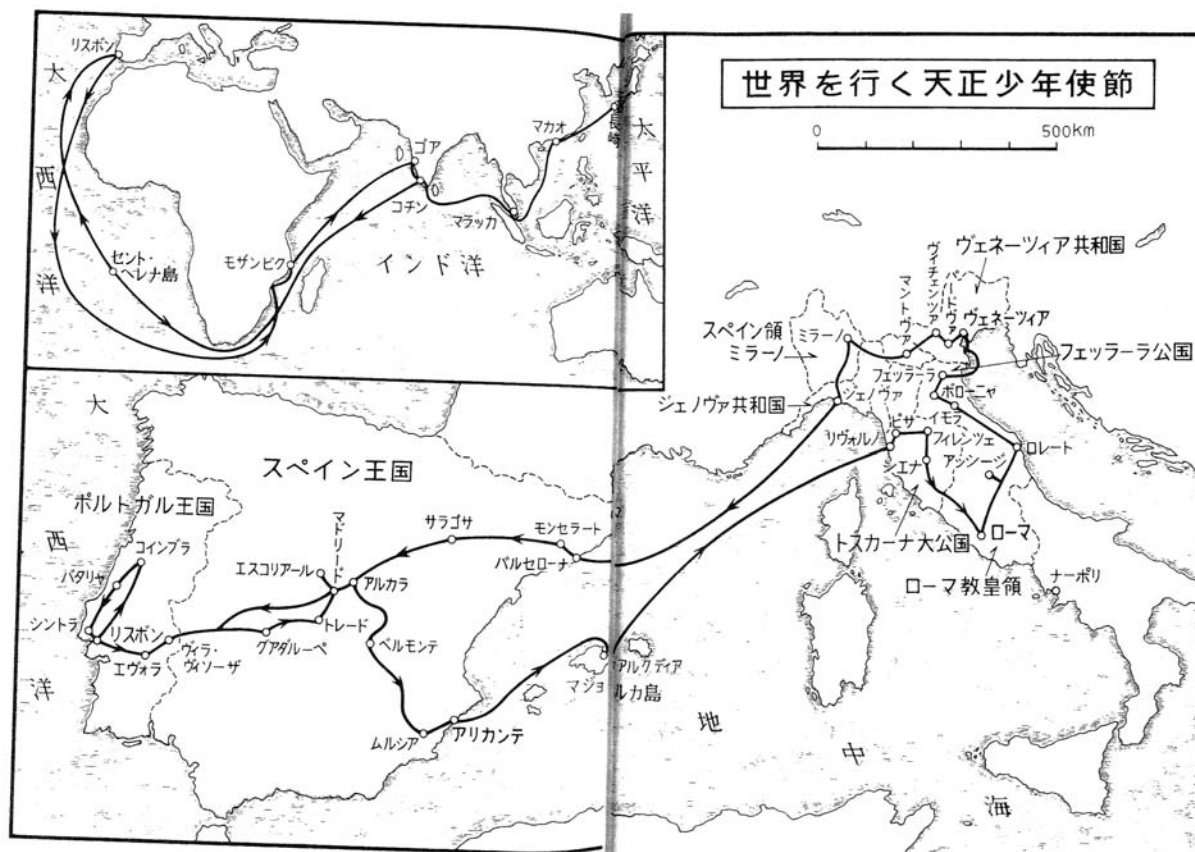 世界を行く天正少年使節
0 500km
リスボン
大西洋
セント・
ヘレナ島
モザンビク
ゴア
コチン
インド洋
マラッカ
マカオ
長崎
太平洋
大西洋
ポルトガル王国
スペイン王国
コインブラ
バタリャ
シントラ
リスボン
エヴォラ
ヴィラ・
ヴィソーザ
グアダルーペ
トレード
エスコリアール
マドリード
アルカラ
サラゴサ
モンセラート
バルセローナ
ベルモンテ
ムルシア
アリカンテ
アルクディア
マジョルカ島
地中海
ヴェネーツィア共和国
ヴィチェンツァ
パードヴァ
マントヴァ
ヴェネーツィア
スペイン領
ミラーノ
ミラーノ
フェッラーラ公国
フェッラーラ
ボローニャ
ジェノヴァ共和国
ジェノヴァ
イモラ
ピサ
リヴォルノ
フィレンツェ
シエナ
アッシージ
ロレート
トスカーナ大公国
ローマ
ローマ教皇領
ナーポリ